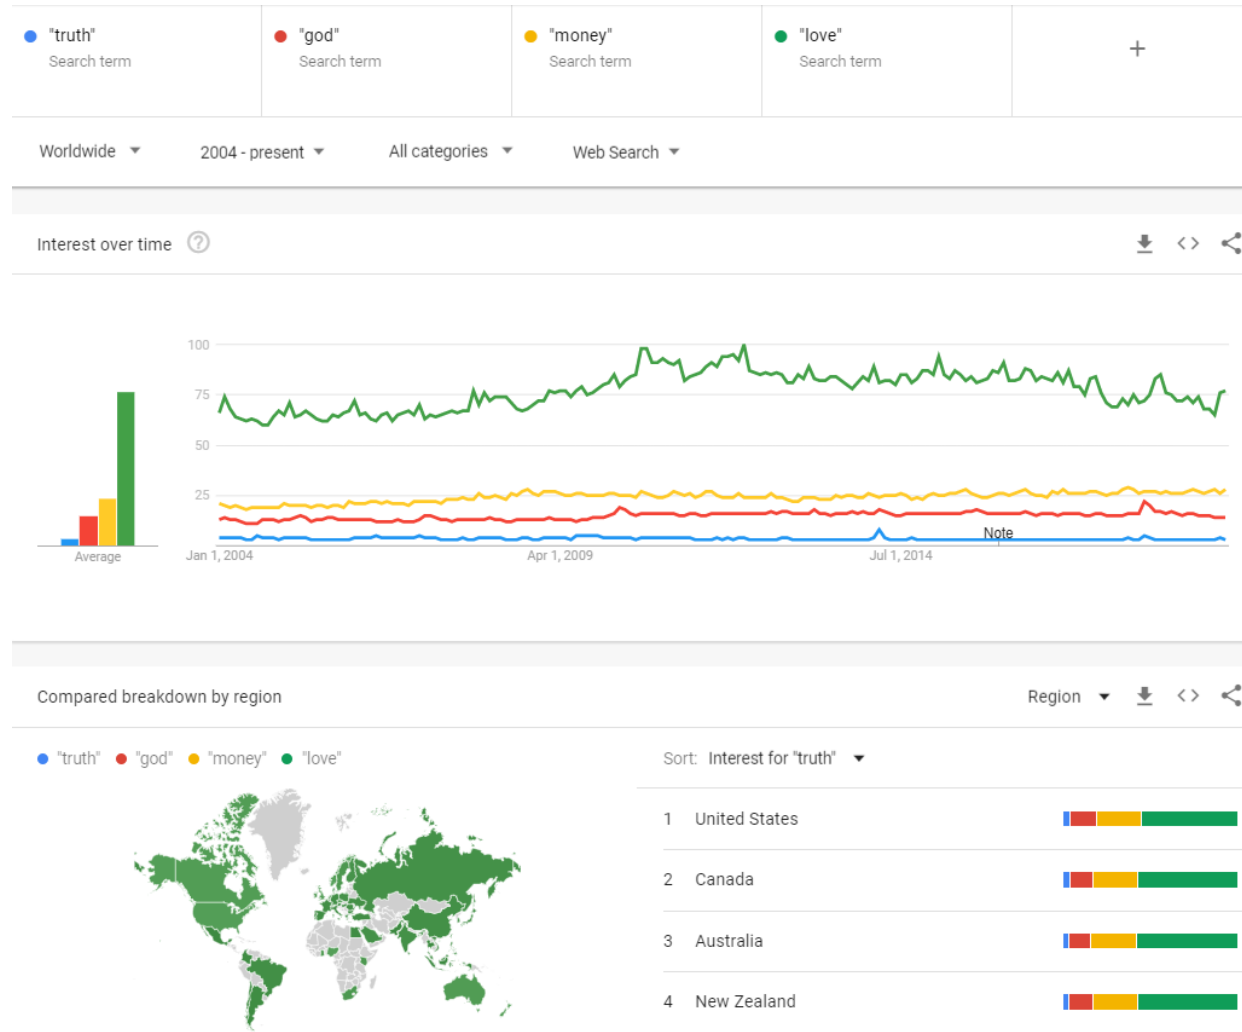 "truth" "god" "money" "love"
Search term Search term Search term Search term
+
Worldwide 2004 - present All categories Web Search
Interest over time ?
100
75
50
25
Note
Average Jan 1, 2004 Apr 1, 2009 Jul 1, 2014
Compared breakdown by region Region
"truth" "god" "money" "love" Sort: Interest for "truth"
1 United States
2 Canada
3 Australia
4 New Zealand